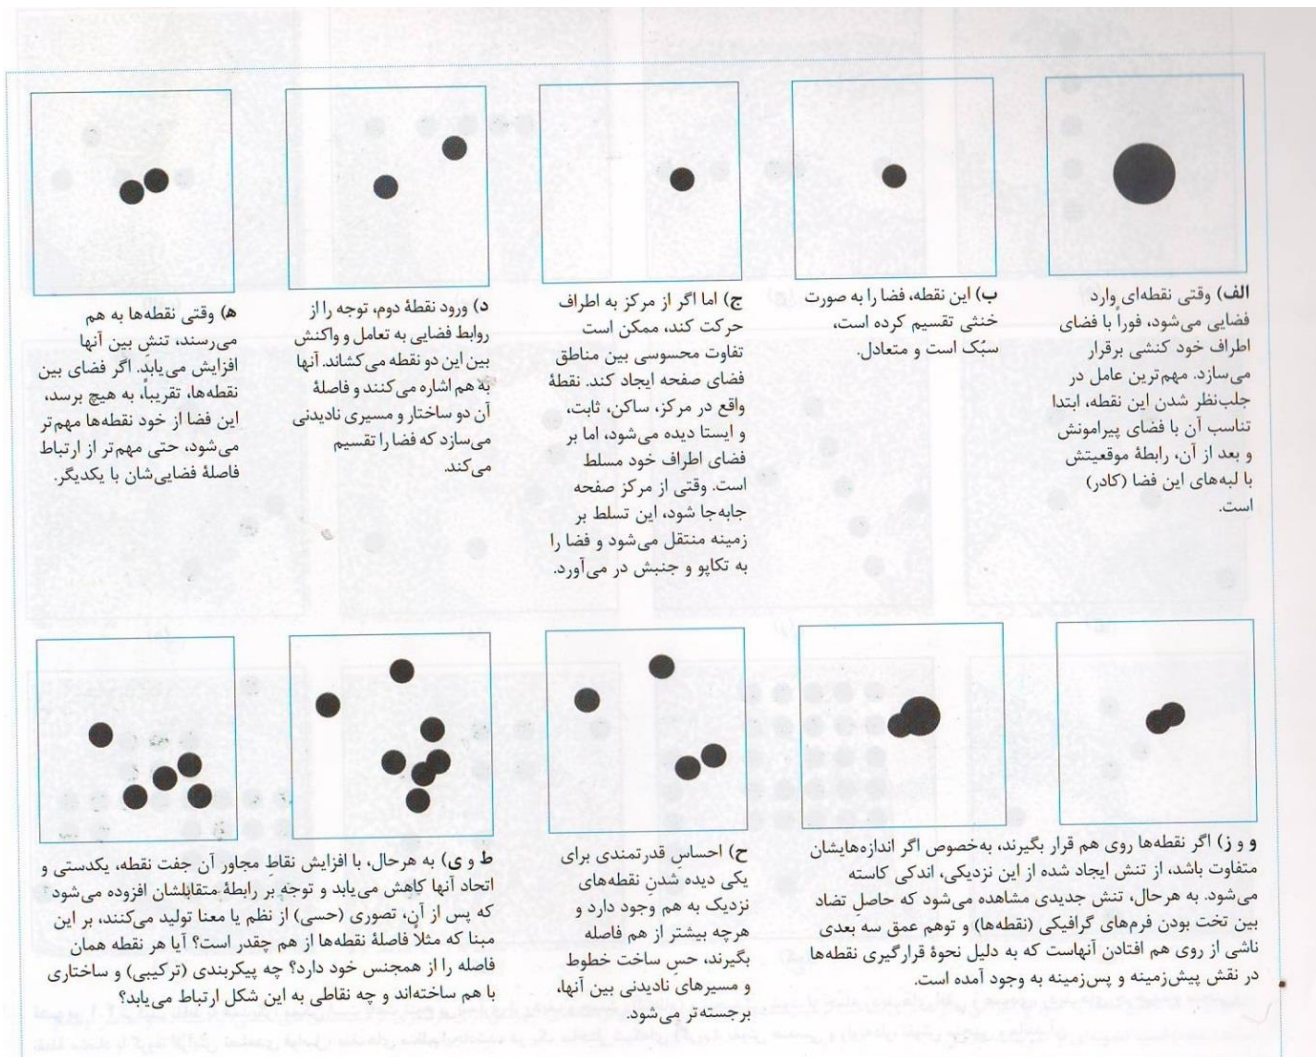 الف) وقتی نقطه‌ای وارد
فضایی می‌شود، فوراً با فضای
اطراف خود کنشی برقرار
می‌سازد. مهم‌ترین عامل در
جلب‌نظر شدن این نقطه، ابتدا
تناسب آن با فضای پیرامونش
و بعد از آن، رابطهٔ موقعیتش
با لبه‌های این فضا (کادر)
است.
ب) این نقطه، فضا را به صورت
خنثی تقسیم کرده است،
سبُک است و متعادل.
ج) اما اگر از مرکز به اطراف
حرکت کند، ممکن است
تفاوت محسوسی بین مناطق
فضای صفحه ایجاد کند. نقطهٔ
واقع در مرکز، ساکن، ثابت،
و ایستا دیده می‌شود، اما بر
فضای اطراف خود مسلط
است. وقتی از مرکز صفحه
جابه‌جا شود، این تسلط بر
زمینه منتقل می‌شود و فضا را
به تکاپو و جنبش در می‌آورد.
د) ورود نقطهٔ دوم، توجه را از
روابط فضایی به تعامل و واکنش
بین این دو نقطه می‌کشاند. آنها
به هم اشاره می‌کنند و فاصلهٔ
آن دو ساختار و مسیری نادیدنی
می‌سازد که فضا را تقسیم
می‌کند.
ه) وقتی نقطه‌ها به هم
می‌رسند، تنشِ بین آنها
افزایش می‌یابد. اگر فضای بین
نقطه‌ها، تقریباً، به هیچ برسد،
این فضا از خود نقطه‌ها مهم‌تر
می‌شود، حتی مهم‌تر از ارتباط
فاصلهٔ فضایی‌شان با یکدیگر.
و و ز) اگر نقطه‌ها روی هم قرار بگیرند، به‌خصوص اگر اندازه‌هایشان
متفاوت باشد، از تنش ایجاد شده از این نزدیکی، اندکی کاسته
می‌شود. به هرحال، تنش جدیدی مشاهده می‌شود که حاصلِ تضاد
بین تخت بودن فرم‌های گرافیکی (نقطه‌ها) و توهم عمق سه بعدی
ناشی از روی هم افتادن آنهاست که به دلیل نحوهٔ قرارگیری نقطه‌ها
در نقش پیش‌زمینه و پس‌زمینه به وجود آمده است.
ح) احساسِ قدرتمندی برای
یکی دیده شدنِ نقطه‌های
نزدیک به هم وجود دارد و
هرچه بیشتر از هم فاصله
بگیرند، حسِ ساخت خطوط
و مسیرهای نادیدنی بین آنها،
برجسته‌تر می‌شود.
ط و ی) به هرحال، با افزایش نقاطِ مجاور آن جفت نقطه، یکدستی و
اتحاد آنها کاهش می‌یابد و توجه بر رابطهٔ متقابلشان افزوده می‌شود
که پس از آن، تصوری (حسی) از نظم یا معنا تولید می‌کنند، بر این
مبنا که مثلاً فاصلهٔ نقطه‌ها از هم چقدر است؟ آیا هر نقطه همان
فاصله را از همجنس خود دارد؟ چه پیکربندی (ترکیبی) و ساختاری
با هم ساخته‌اند و چه نقاطی به این شکل ارتباط می‌یابد؟